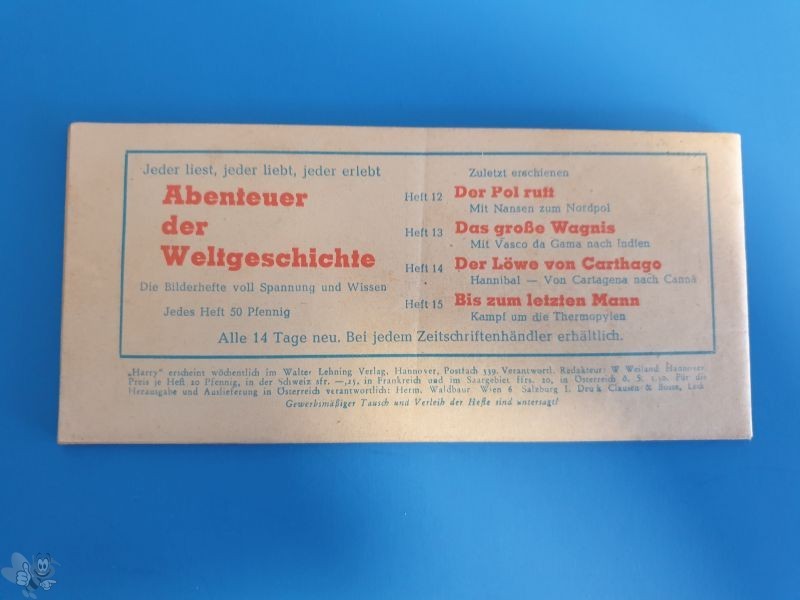 Jeder liest, jeder liebt, jeder erlebt
Abenteuer
der
Weltgeschichte
Die Bilderhefte voll Spannung und Wissen
Jedes Heft 50 Pfennig
Zuletzt erschienen
Heft 12 Der Pol ruft
Mit Nansen zum Nordpol
Heft 13 Das große Wagnis
Mit Vasco da Gama nach Indien
Heft 14 Der Löwe von Carthago
Hannibal — Von Cartagena nach Cannä
Heft 15 Bis zum letzten Mann
Kampf um die Thermopylen
Alle 14 Tage neu. Bei jedem Zeitschriftenhändler erhältlich.
„Harry" erscheint wöchentlich im Walter Lehning Verlag, Hannover, Postfach 339. Verantwortl. Redakteur: W. Weiland, Hannover.
Preis je Heft 20 Pfennig, in der Schweiz sfr. —,25, in Frankreich und im Saargebiet Frs. 20, in Österreich ö. S. 1.50. Für die
Herausgabe und Auslieferung in Österreich verantwortlich: Herm. Waldbaur, Wien 6 Salzburg 1. Druck Clausen & Bosse, Leck
Gewerbsmäßiger Tausch und Verleih der Hefte sind untersagt!